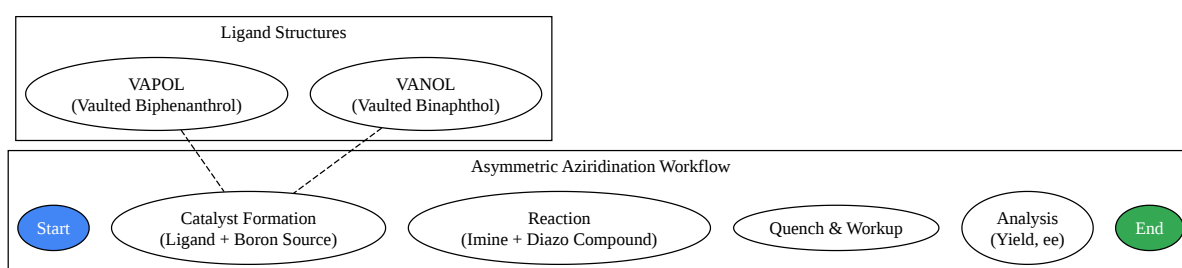 Ligand Structures
VAPOL
(Vaulted Biphenanthrol)
VANOL
(Vaulted Binaphthol)
Asymmetric Aziridination Workflow
Start
Catalyst Formation
(Ligand + Boron Source)
Reaction
(Imine + Diazo Compound)
Quench & Workup
Analysis
(Yield, ee)
End